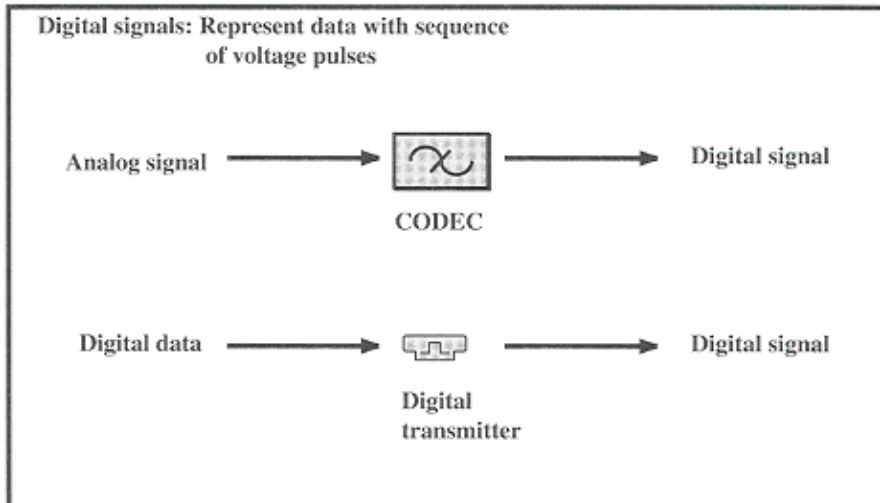 Digital signals: Represent data with sequence
of voltage pulses
Analog signal
Digital signal
CODEC
Digital data
Digital signal
Digital
transmitter